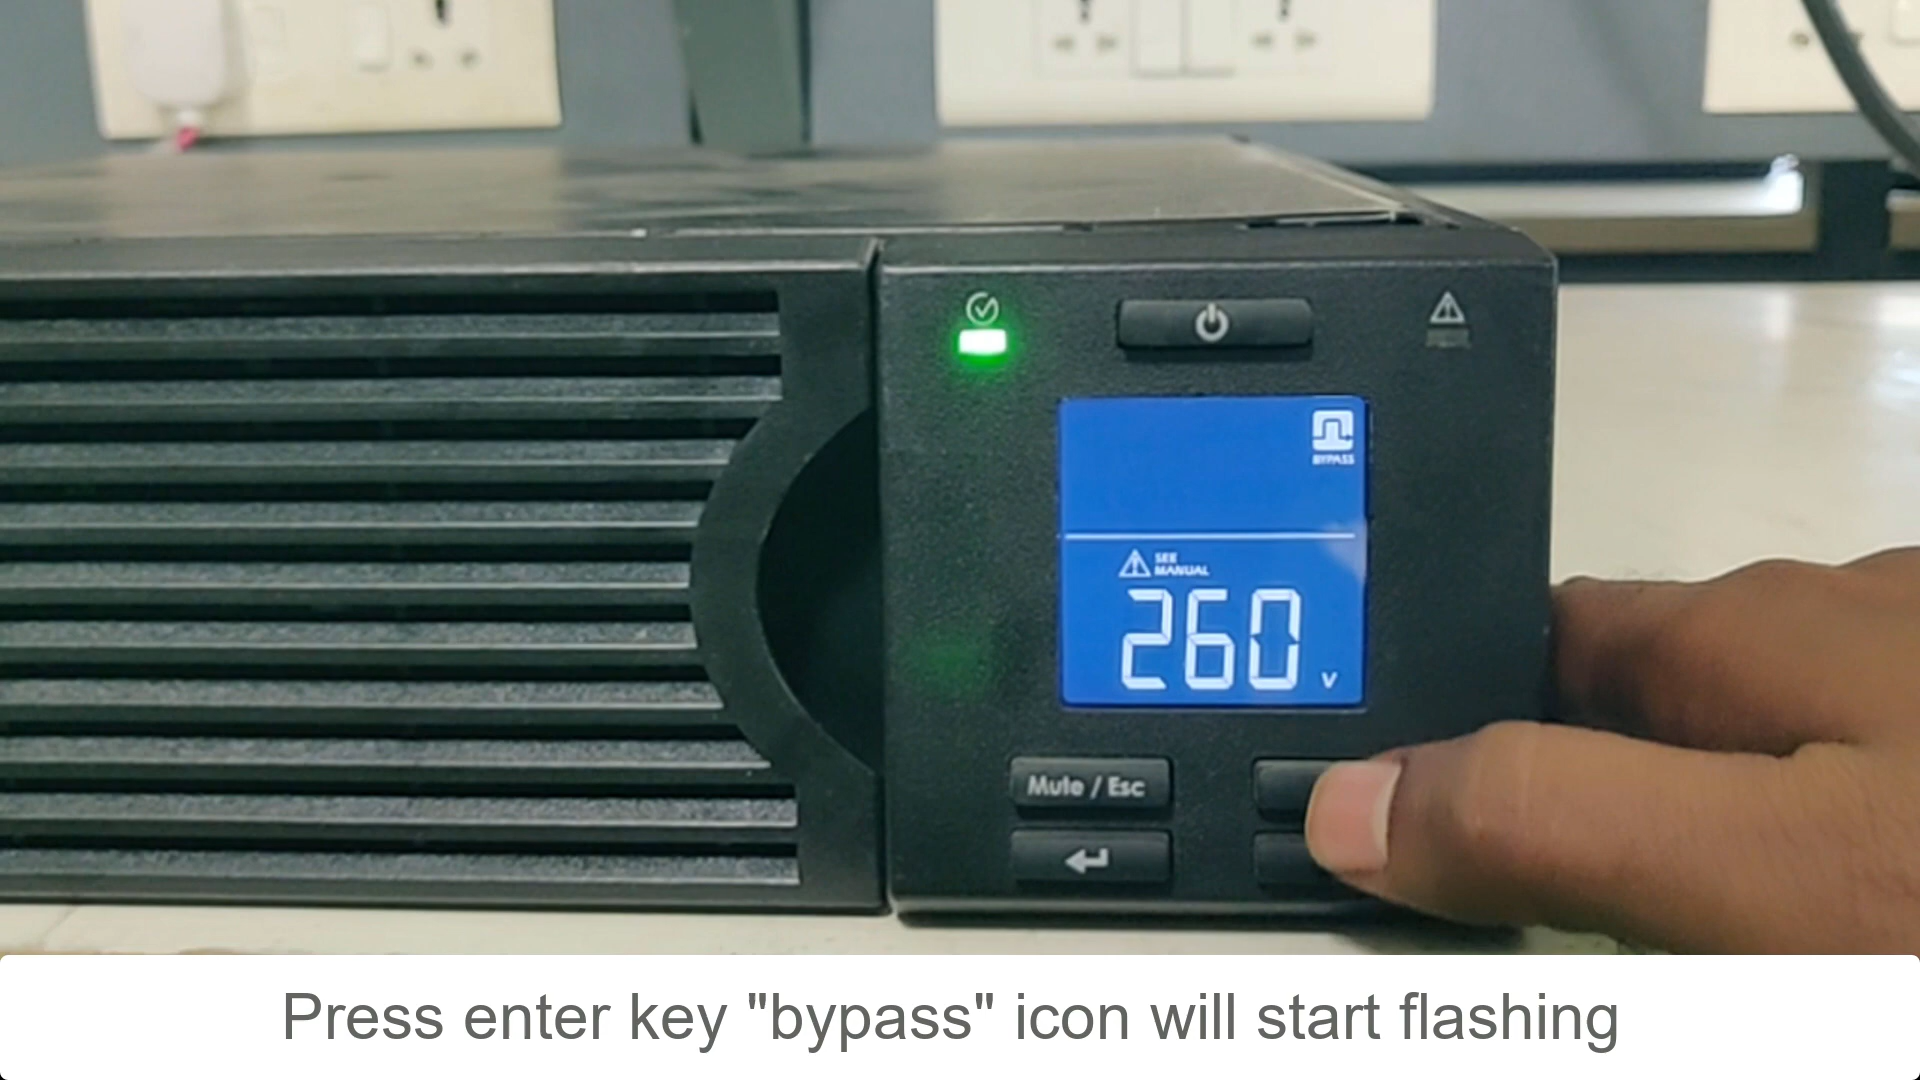 BYPASS
SEE
MANUAL
260 v
Mute / Esc
Press enter key "bypass" icon will start flashing